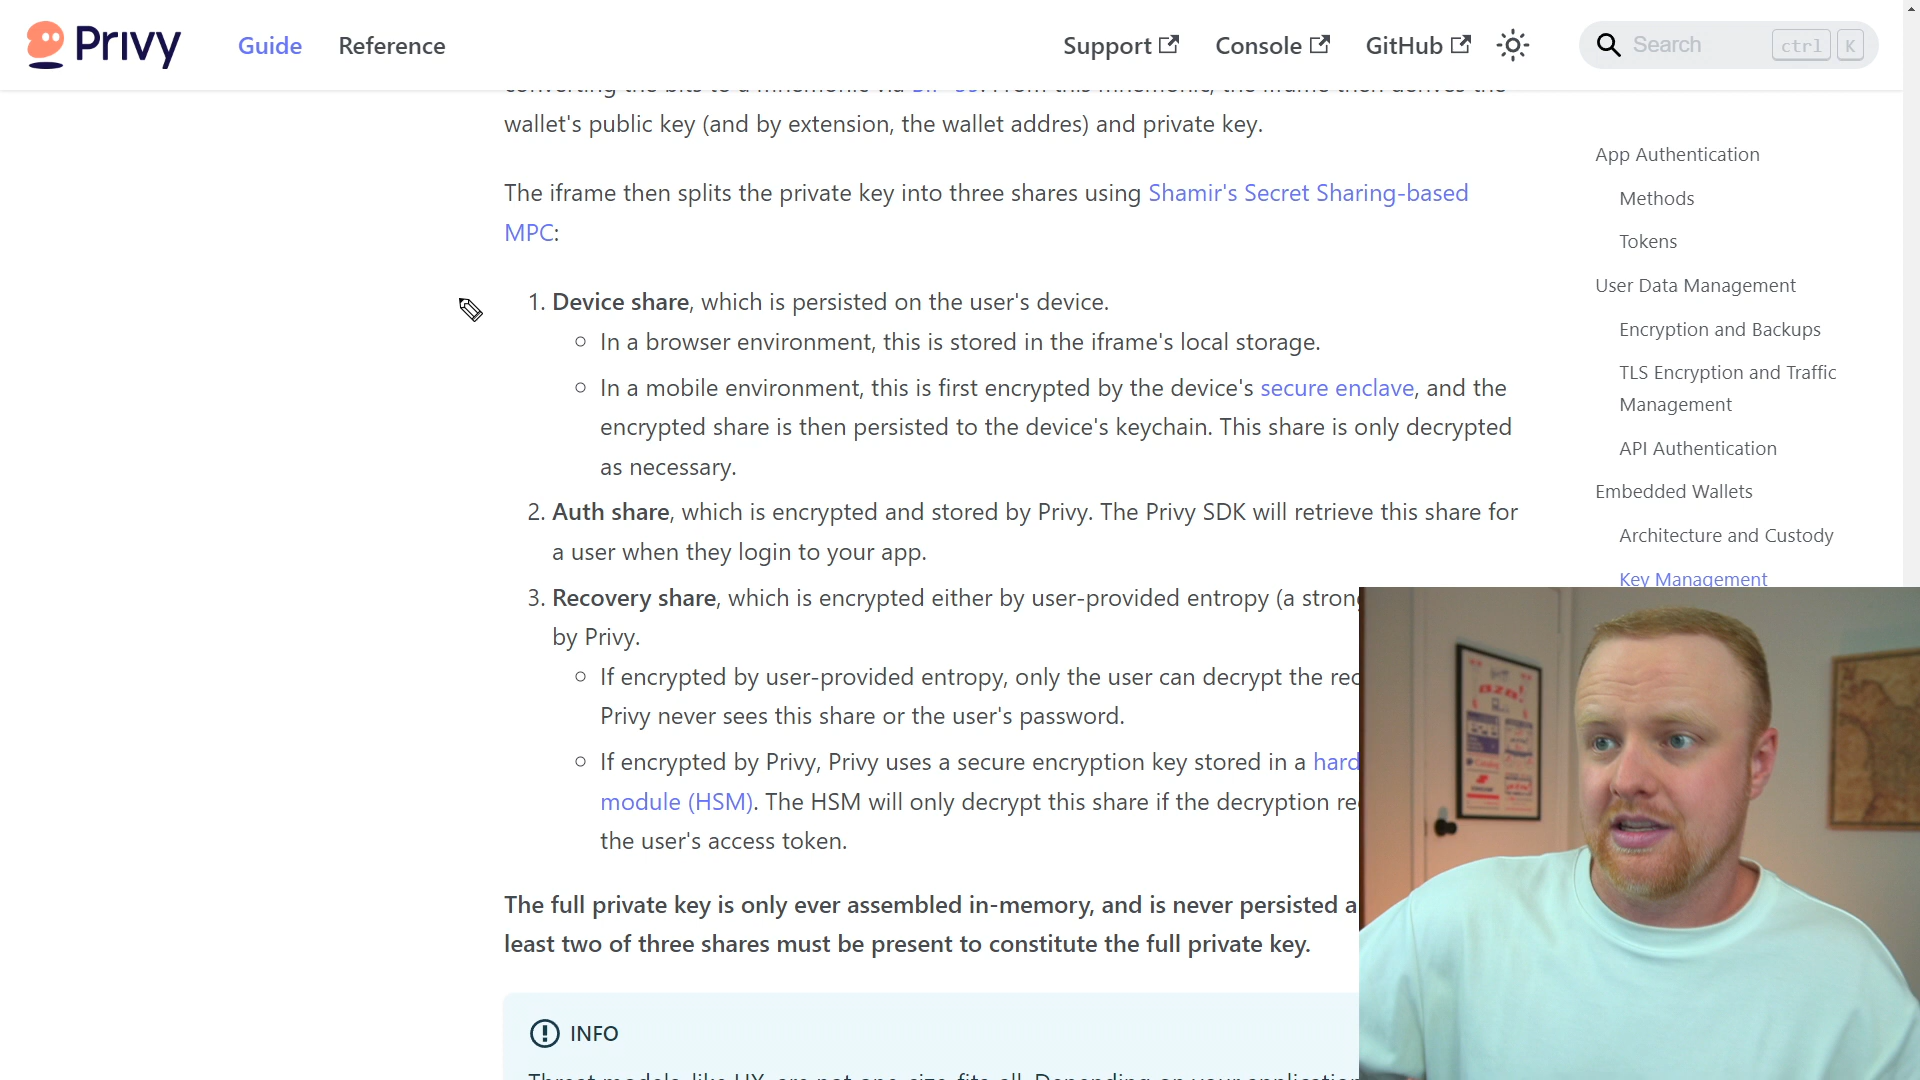 Privy
Guide
Reference
Support
Console
GitHub
Search
ctrl
K
wallet's public key (and by extension, the wallet addres) and private key.
The iframe then splits the private key into three shares using Shamir's Secret Sharing-based
MPC:
1. Device share, which is persisted on the user's device.
In a browser environment, this is stored in the iframe's local storage.
In a mobile environment, this is first encrypted by the device's secure enclave, and the
encrypted share is then persisted to the device's keychain. This share is only decrypted
as necessary.
2. Auth share, which is encrypted and stored by Privy. The Privy SDK will retrieve this share for
a user when they login to your app.
3. Recovery share, which is encrypted either by user-provided entropy (a strong
by Privy.
If encrypted by user-provided entropy, only the user can decrypt the rec
Privy never sees this share or the user's password.
If encrypted by Privy, Privy uses a secure encryption key stored in a hard
module (HSM). The HSM will only decrypt this share if the decryption re
the user's access token.
The full private key is only ever assembled in-memory, and is never persisted a
least two of three shares must be present to constitute the full private key.
INFO
App Authentication
Methods
Tokens
User Data Management
Encryption and Backups
TLS Encryption and Traffic
Management
API Authentication
Embedded Wallets
Architecture and Custody
Key Management